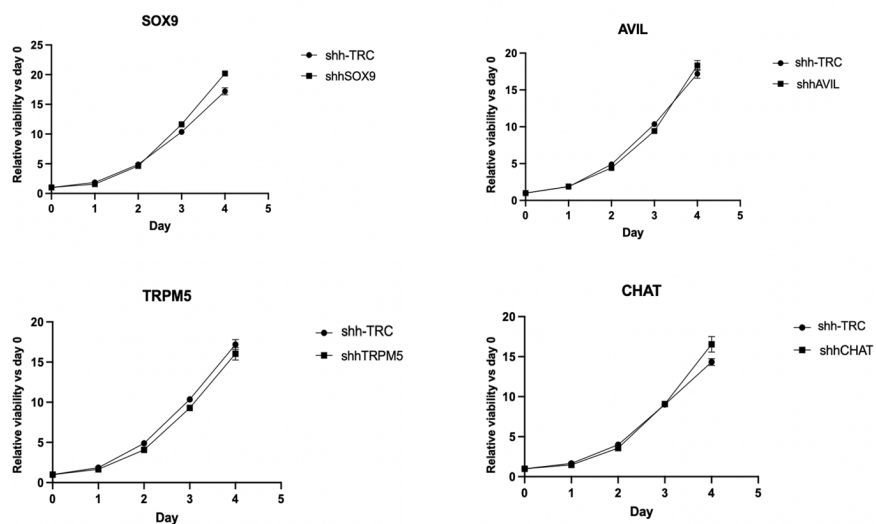 SOX9
Relative viability vs day 0
25
20
15
10
5
0
0 1 2 3 4 5
Day
shh-TRC
shhSOX9
AVIL
Relative viability vs day 0
20
15
10
5
0
0 1 2 3 4 5
Day
shh-TRC
shhAVIL
TRPM5
Relative viability vs day 0
20
15
10
5
0
0 1 2 3 4 5
Day
shh-TRC
shhTRPM5
CHAT
Relative viability vs day 0
20
15
10
5
0
0 1 2 3 4 5
Day
shh-TRC
shhCHAT